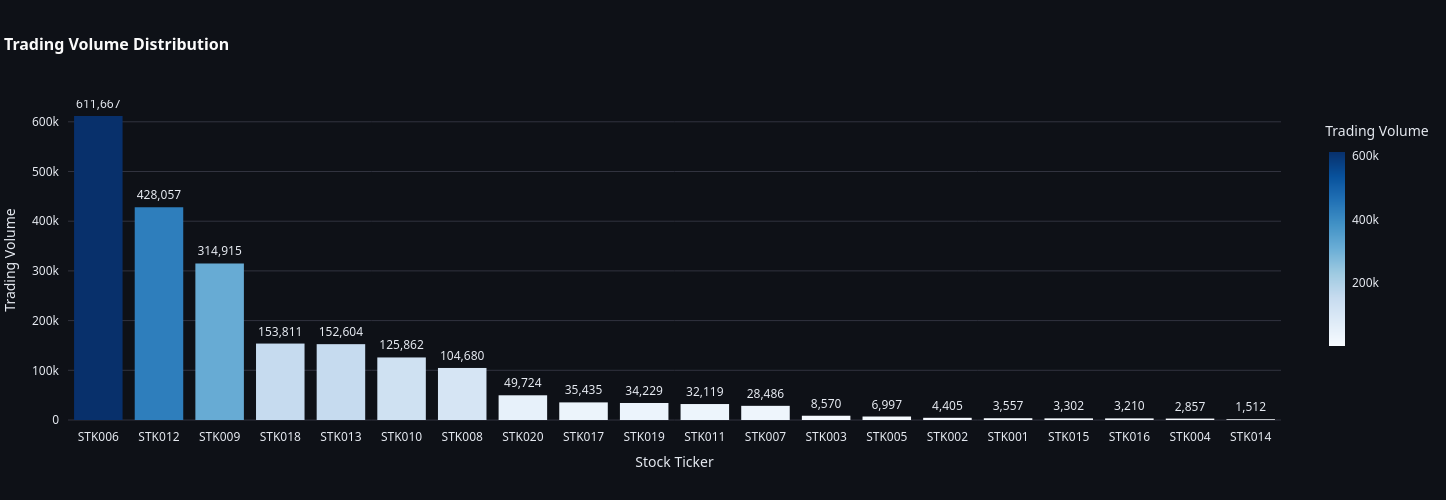 Trading Volume Distribution
611,667
428,057
314,915
153,811
152,604
125,862
104,680
49,724
35,435
34,229
32,119
28,486
8,570
6,997
4,405
3,557
3,302
3,210
2,857
1,512
600k
500k
400k
300k
200k
100k
0
Trading Volume
STK006 STK012 STK009 STK018 STK013 STK010 STK008 STK020 STK017 STK019 STK011 STK007 STK003 STK005 STK002 STK001 STK015 STK016 STK004 STK014
Stock Ticker
Trading Volume
600k
400k
200k